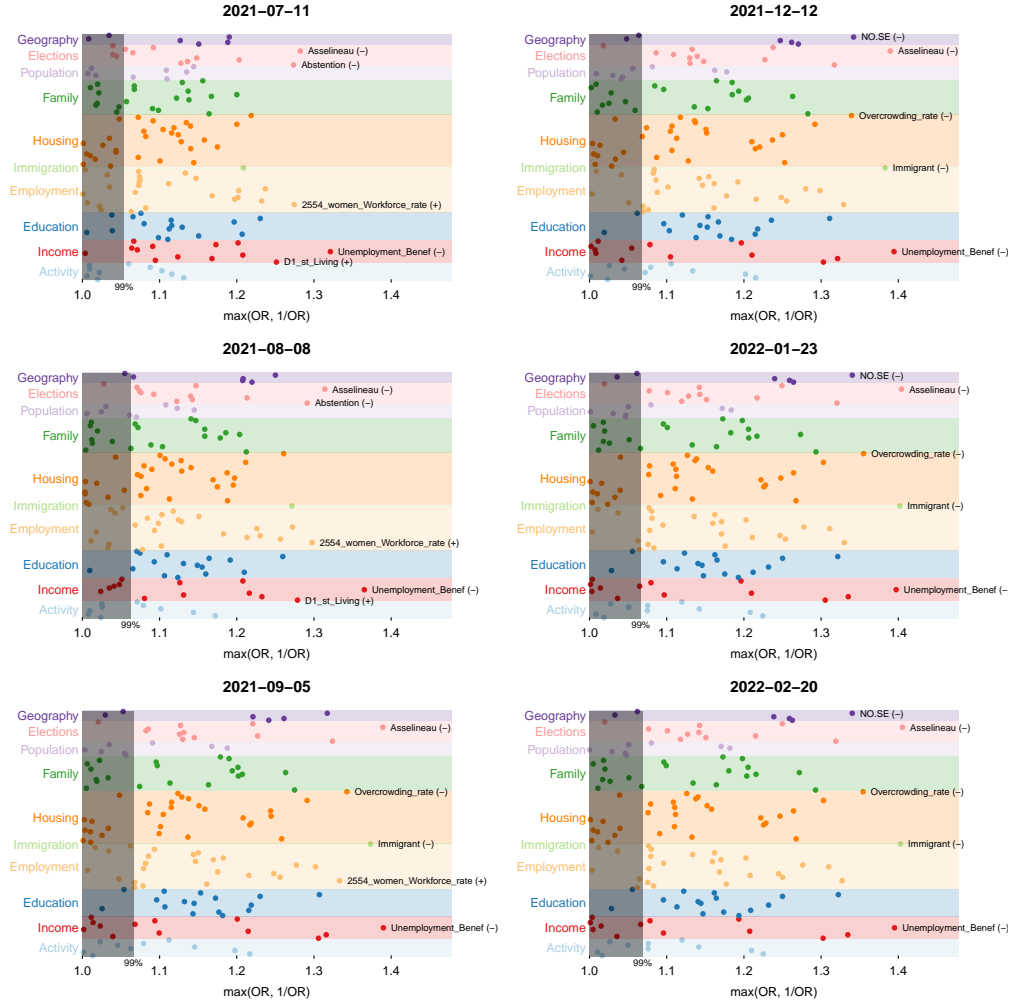 2021−07−11
Geography
Elections
Population
Family
Housing
Immigration
Employment
Education
Income
Activity
Asselineau (−)
Abstention (−)
2554_women_Workforce_rate (+)
Unemployment_Benef (−)
D1_st_Living (+)
1.0 99% 1.1 1.2 1.3 1.4
max(OR, 1/OR)
2021−12−12
Geography
Elections
Population
Family
Housing
Immigration
Employment
Education
Income
Activity
NO.SE (−)
Asselineau (−)
Overcrowding_rate (−)
Immigrant (−)
Unemployment_Benef (−)
1.0 99% 1.1 1.2 1.3 1.4
max(OR, 1/OR)
2021−08−08
Geography
Elections
Population
Family
Housing
Immigration
Employment
Education
Income
Activity
Asselineau (−)
Abstention (−)
2554_women_Workforce_rate (+)
Unemployment_Benef (−)
D1_st_Living (+)
1.0 99% 1.1 1.2 1.3 1.4
max(OR, 1/OR)
2022−01−23
Geography
Elections
Population
Family
Housing
Immigration
Employment
Education
Income
Activity
NO.SE (−)
Asselineau (−)
Overcrowding_rate (−)
Immigrant (−)
Unemployment_Benef (−)
1.0 99% 1.1 1.2 1.3 1.4
max(OR, 1/OR)
2021−09−05
Geography
Elections
Population
Family
Housing
Immigration
Employment
Education
Income
Activity
Asselineau (−)
Overcrowding_rate (−)
Immigrant (−)
2554_women_Workforce_rate (+)
Unemployment_Benef (−)
1.0 99% 1.1 1.2 1.3 1.4
max(OR, 1/OR)
2022−02−20
Geography
Elections
Population
Family
Housing
Immigration
Employment
Education
Income
Activity
NO.SE (−)
Asselineau (−)
Overcrowding_rate (−)
Immigrant (−)
Unemployment_Benef (−)
1.0 99% 1.1 1.2 1.3 1.4
max(OR, 1/OR)